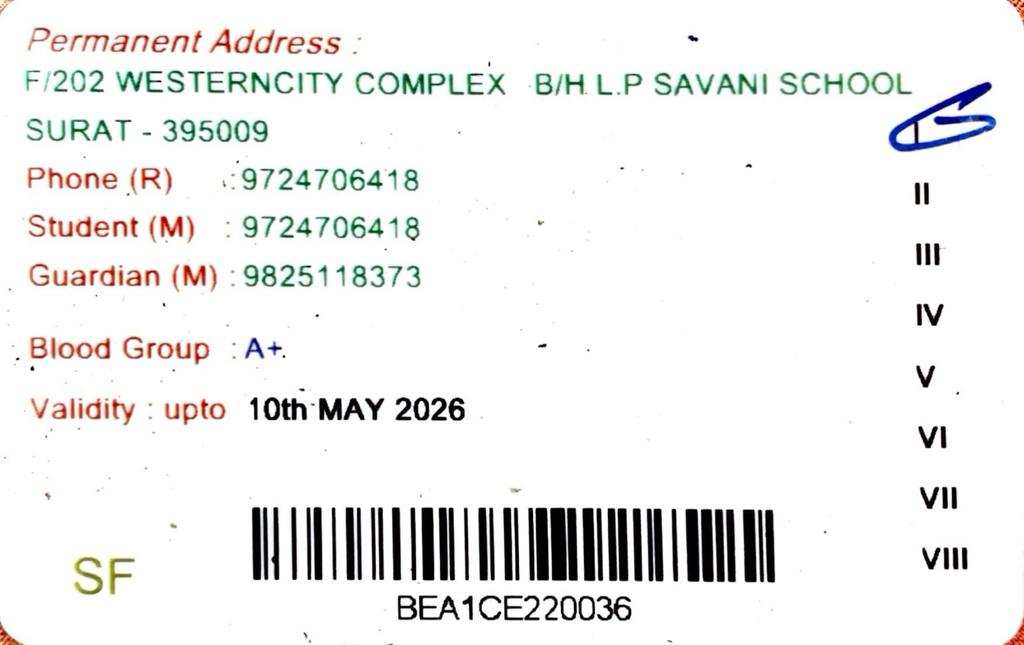 Permanent Address :
F/202 WESTERNCITY COMPLEX B/H L.P SAVANI SCHOOL
SURAT - 395009
Phone (R) : 9724706418
Student (M) : 9724706418
Guardian (M) : 9825118373
Blood Group : A+
Validity : upto 10th MAY 2026
I
II
III
IV
V
VI
VII
VIII
SF
BEA1CE220036